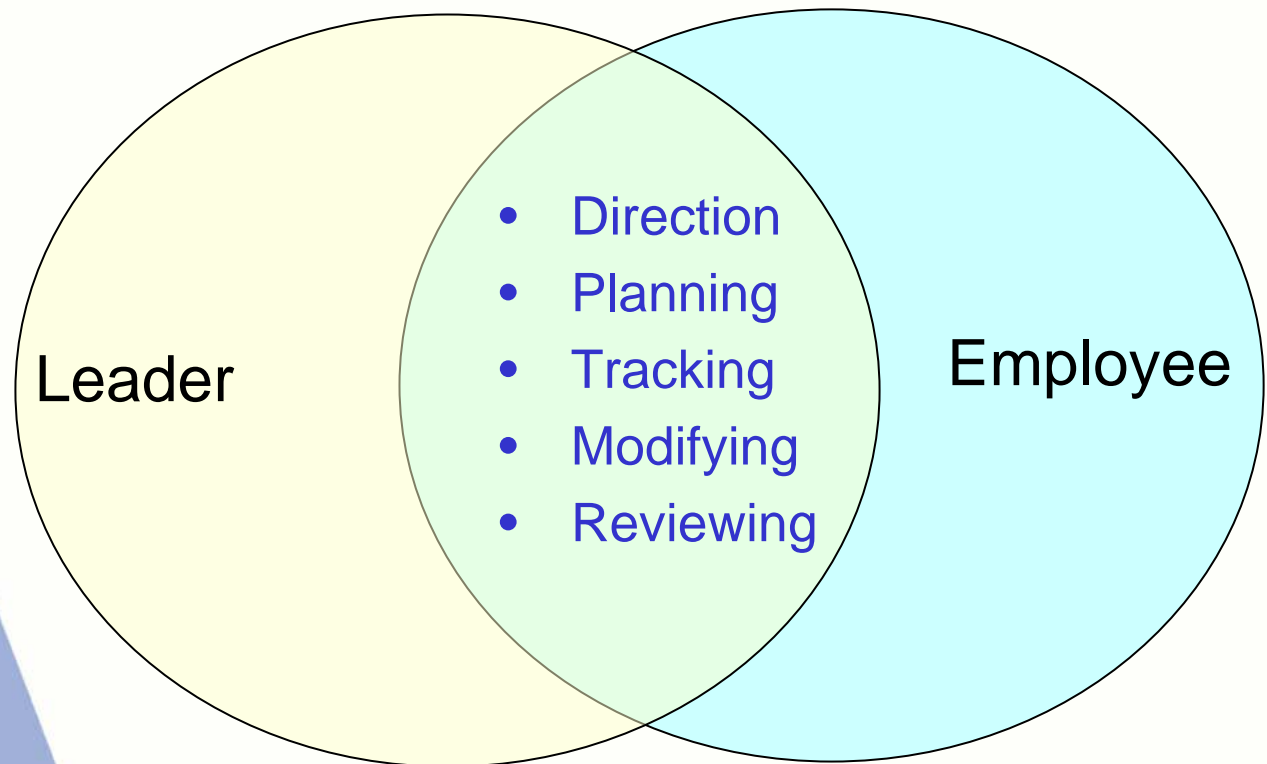 Leader
• Direction
• Planning
• Tracking
• Modifying
• Reviewing
Employee